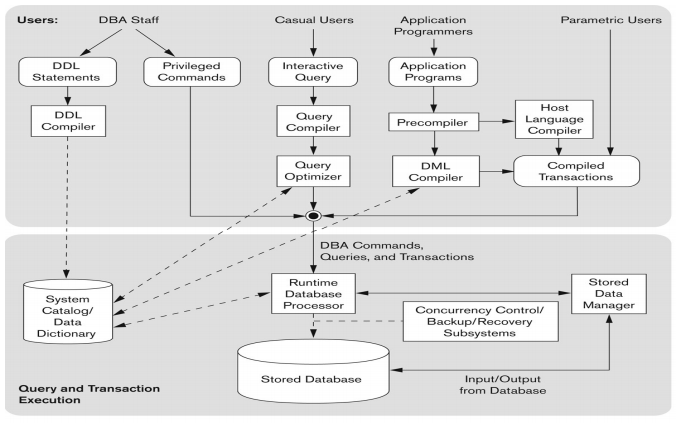 Users:
DBA Staff
Casual Users
Application
Programmers
Parametric Users
DDL
Statements
Privileged
Commands
Interactive
Query
Application
Programs
DDL
Compiler
Query
Compiler
Precompiler
Host
Language
Compiler
Query
Optimizer
DML
Compiler
Compiled
Transactions
DBA Commands,
Queries, and Transactions
System
Catalog/
Data
Dictionary
Runtime
Database
Processor
Stored
Data
Manager
Concurrency Control/
Backup/Recovery
Subsystems
Stored Database
Input/Output
from Database
Query and Transaction
Execution